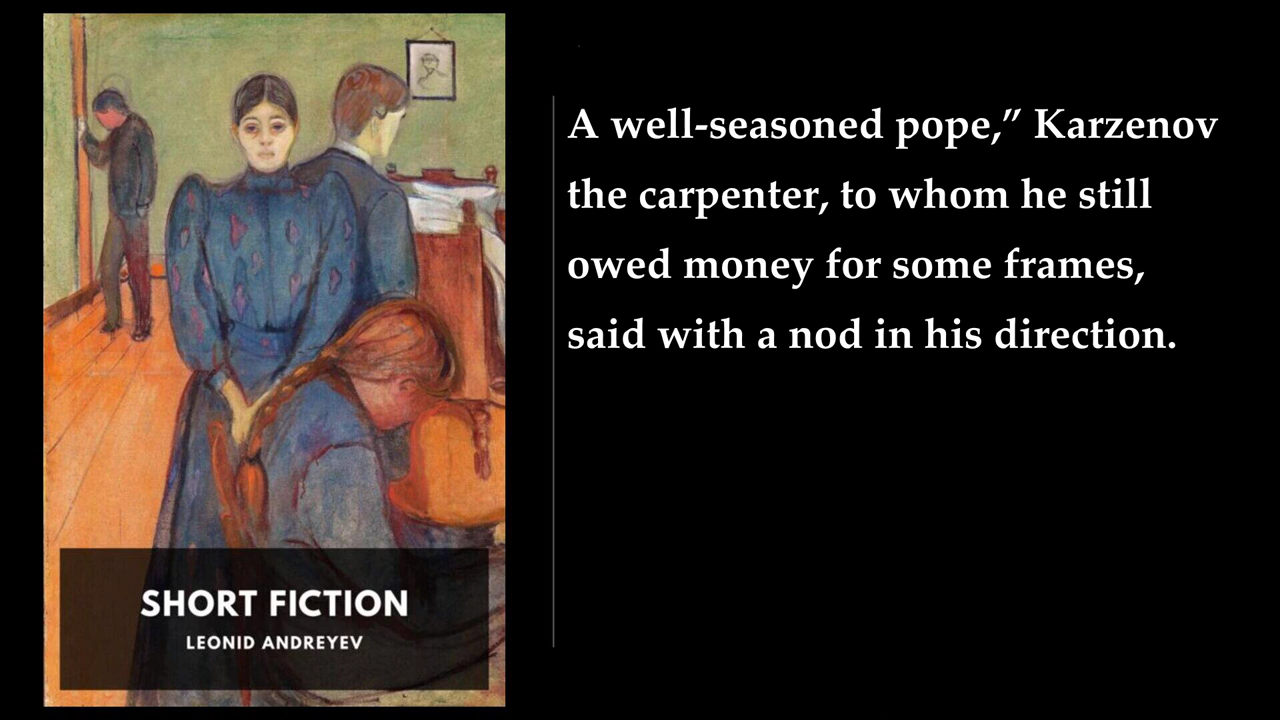 A well-seasoned pope,” Karzenov
the carpenter, to whom he still
owed money for some frames,
said with a nod in his direction.
SHORT FICTION
LEONID ANDREYEV